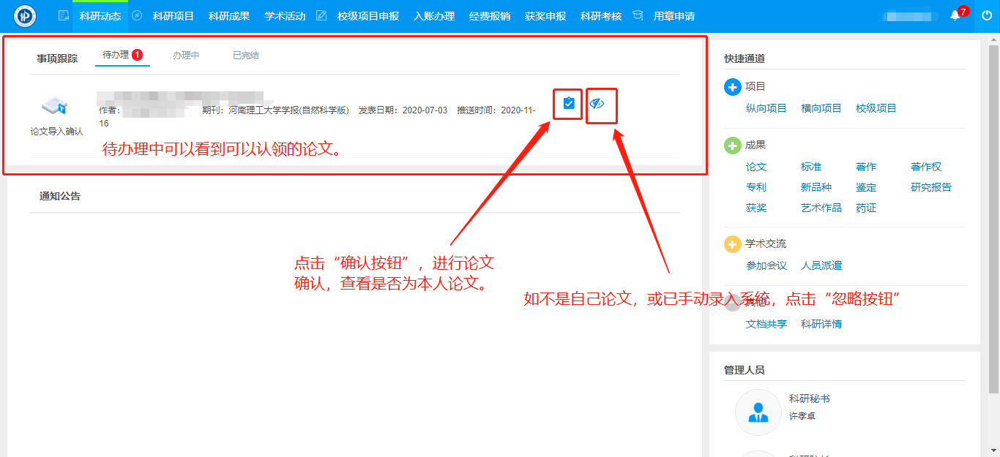 科研动态 科研项目 科研成果 学术活动 校级项目申报 入账办理 经费报销 获奖申报 科研考核 用章申请 7
事项跟踪 待办理 1 办理中 已完结
作者： 期刊：河南理工大学学报(自然科学版) 发表日期：2020-07-03 推送时间：2020-11-
16
论文导入确认
待办理中可以看到可以认领的论文。
通知公告
点击“确认按钮”，进行论文
确认，查看是否为本人论文。
如不是自己论文，或已手动录入系统，点击“忽略按钮”
快捷通道
项目
纵向项目 横向项目 校级项目
成果
论文 标准 著作 著作权
专利 新品种 鉴定 研究报告
获奖 艺术作品 药证
学术交流
参加会议 人员派遣
其他
文档共享 科研详情
管理人员
科研秘书
许孝卓